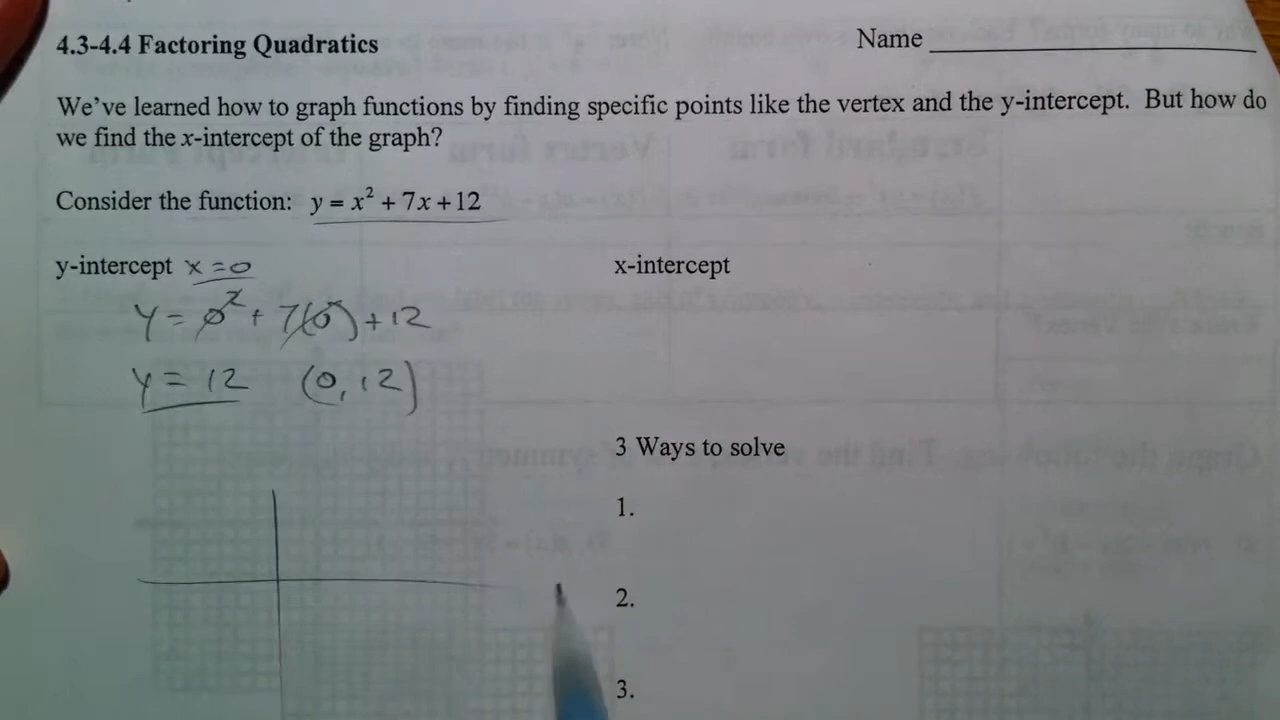 4.3-4.4 Factoring Quadratics
Name
We've learned how to graph functions by finding specific points like the vertex and the y-intercept. But how do
we find the x-intercept of the graph?
Consider the function: y = x² + 7x + 12
y-intercept x = 0
x-intercept
y = 0² + 7(0) + 12
y = 12 (0, 12)
3 Ways to solve
1.
2.
3.